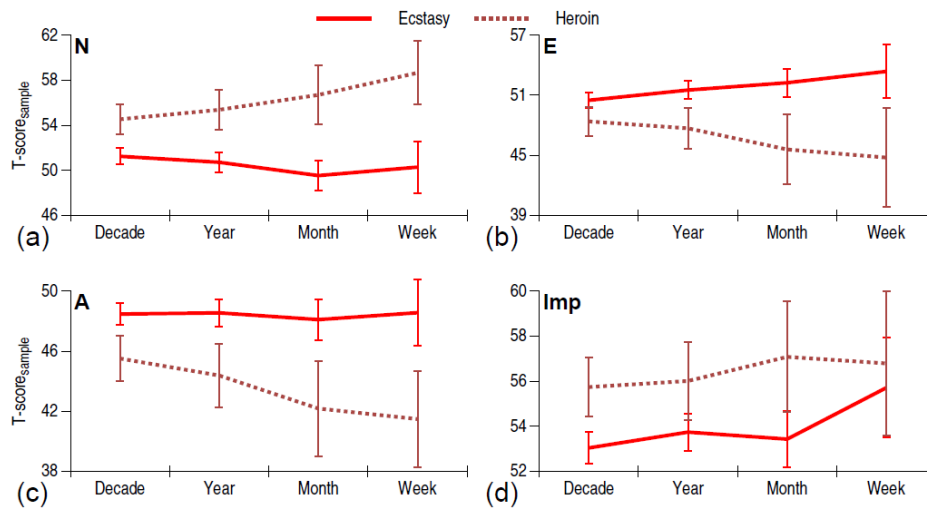 Ecstasy Heroin
N
T-score_sample
62
58
54
50
46
Decade Year Month Week
(a)
E
57
51
45
39
Decade Year Month Week
(b)
A
T-score_sample
50
46
42
38
Decade Year Month Week
(c)
Imp
60
58
56
54
52
Decade Year Month Week
(d)